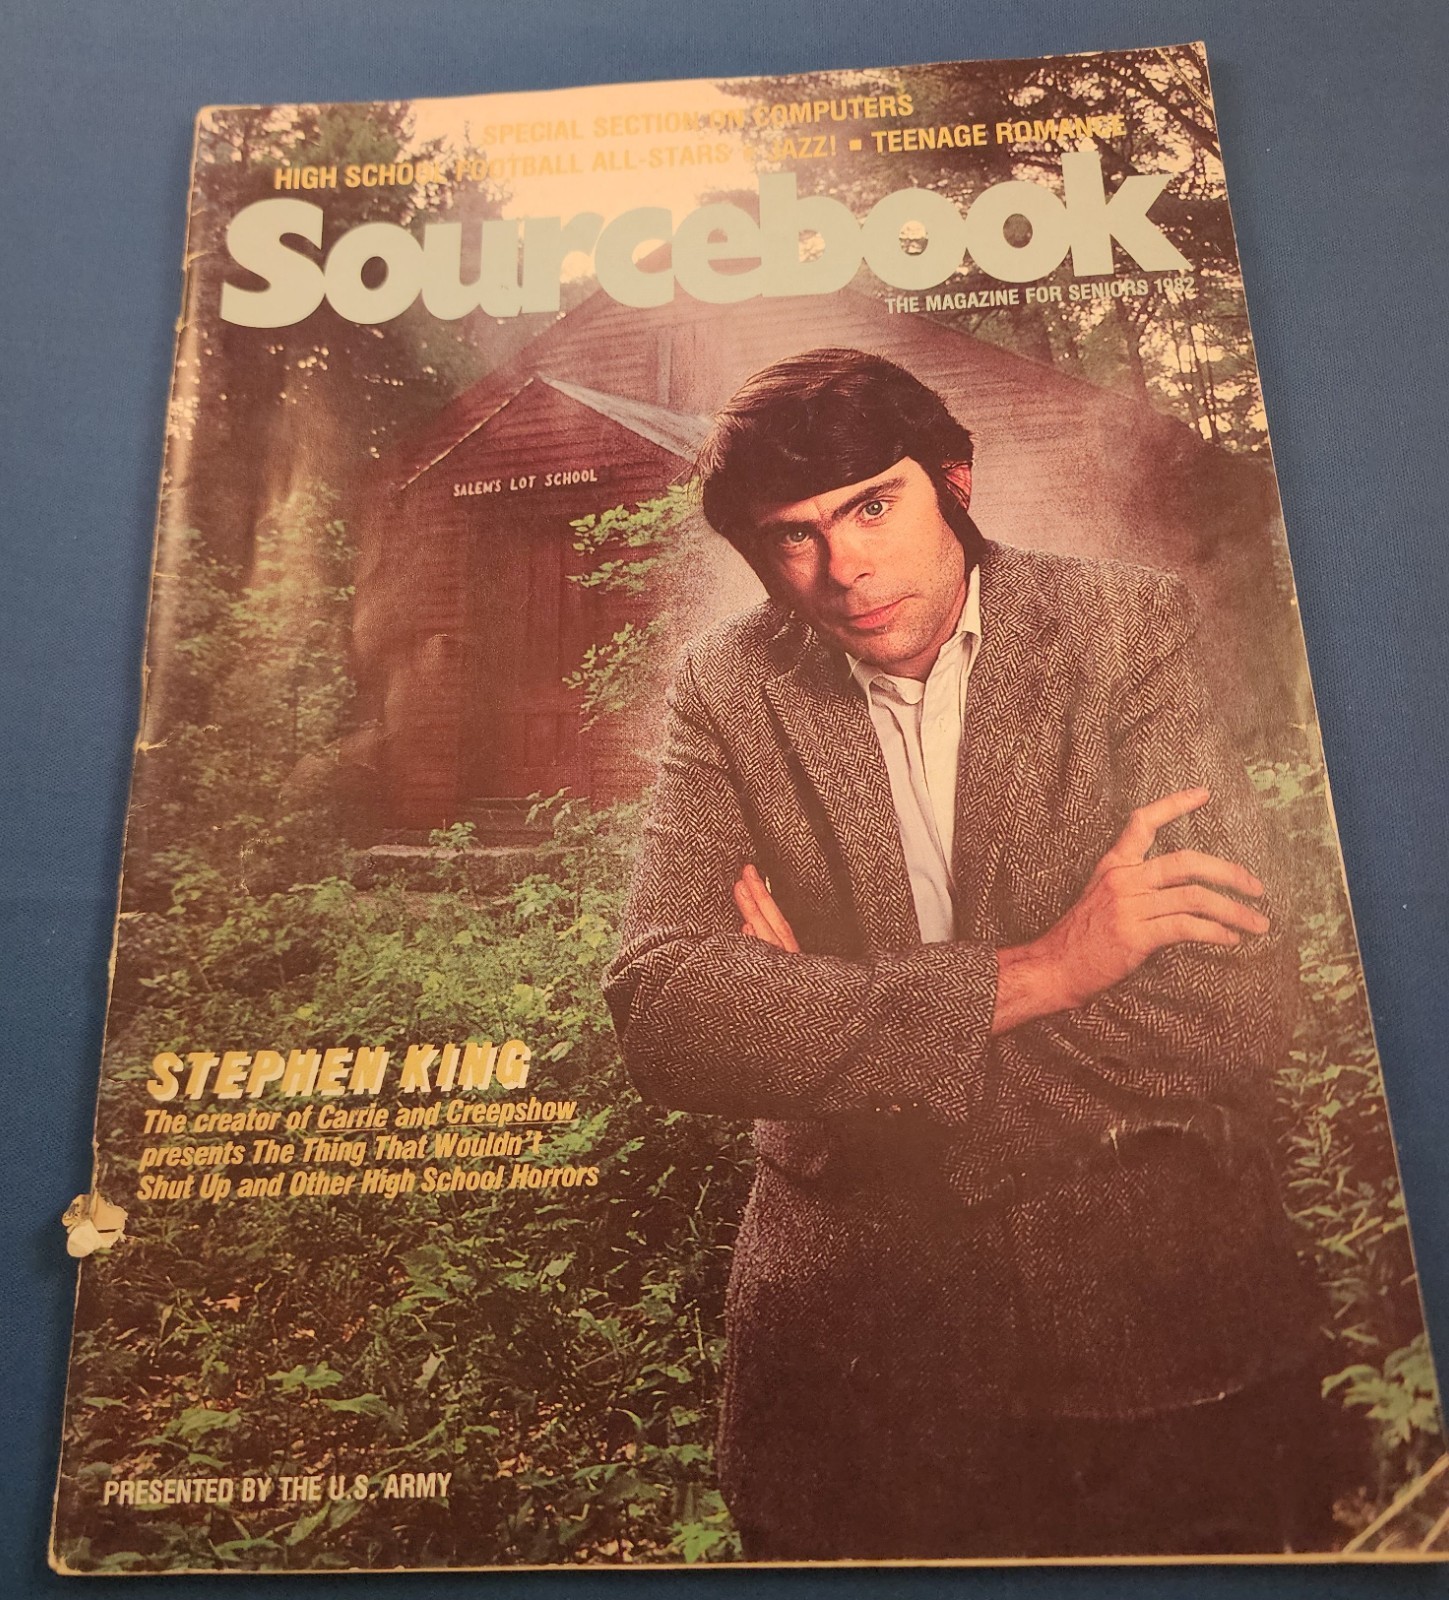 SPECIAL SECTION ON COMPUTERS
HIGH SCHOOL FOOTBALL ALL-STARS ▪ JAZZ! ▪ TEENAGE ROMANCE
Sourcebook
THE MAGAZINE FOR SENIORS 1982
SALEM'S LOT SCHOOL
STEPHEN KING
The creator of Carrie and Creepshow
presents The Thing That Wouldn't
Shut Up and Other High School Horrors
PRESENTED BY THE U.S. ARMY